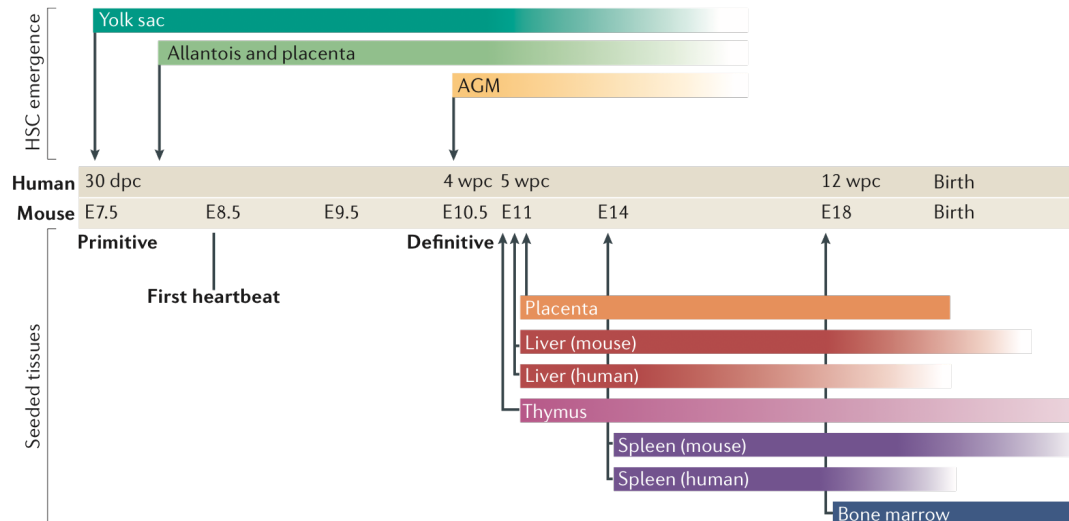 Yolk sac
Allantois and placenta
AGM
HSC emergence
Human 30 dpc 4 wpc 5 wpc 12 wpc Birth
Mouse E7.5 E8.5 E9.5 E10.5 E11 E14 E18 Birth
Primitive Definitive
First heartbeat
Seeded tissues
Placenta
Liver (mouse)
Liver (human)
Thymus
Spleen (mouse)
Spleen (human)
Bone marrow